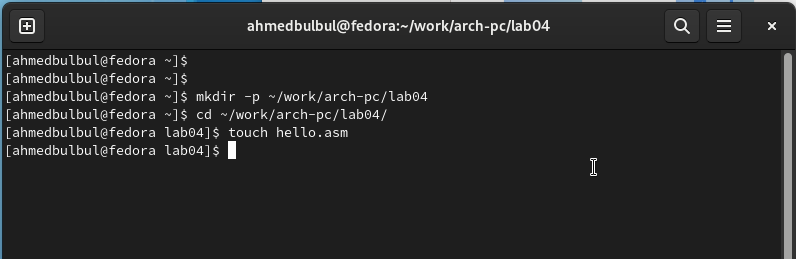 ahmedbulbul@fedora:~/work/arch-pc/lab04
[ahmedbulbul@fedora ~]$
[ahmedbulbul@fedora ~]$
[ahmedbulbul@fedora ~]$ mkdir -p ~/work/arch-pc/lab04
[ahmedbulbul@fedora ~]$ cd ~/work/arch-pc/lab04/
[ahmedbulbul@fedora lab04]$ touch hello.asm
[ahmedbulbul@fedora lab04]$